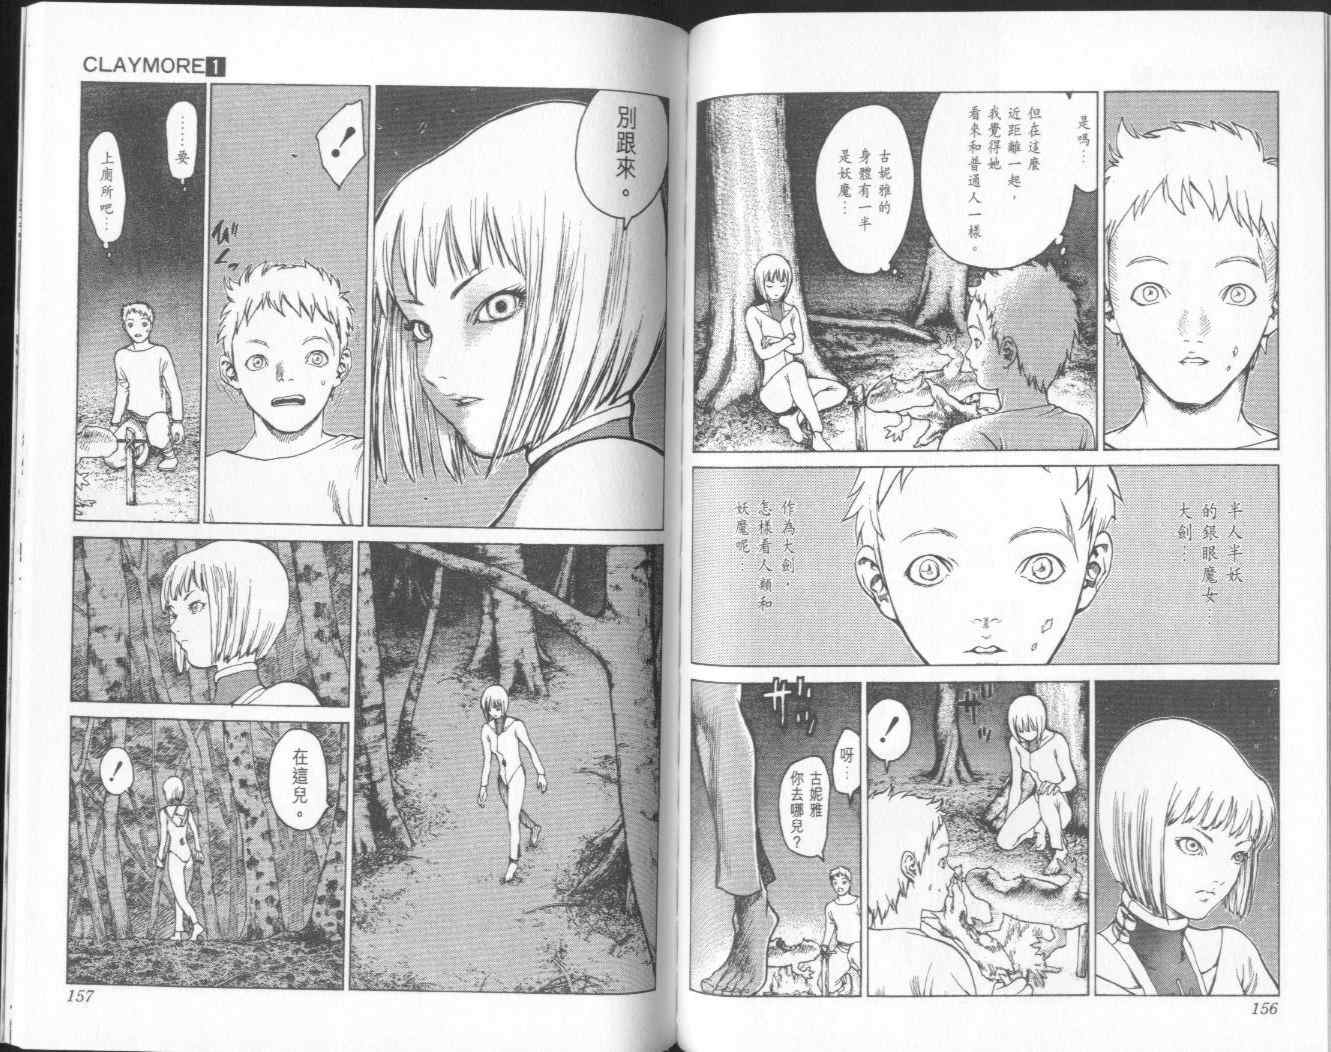 是嗎…
但在這麼
近距離一起，
我覺得她
看來和普通人一樣。
古妮雅的
身體有一半
是妖魔…
半人半妖
的銀眼魔女…
大劍…
作為大劍，
怎樣看人類和
妖魔呢…
！
呀…
古妮雅
你去哪兒？
156
CLAYMORE 1
別跟來。
！
びくっ
……要
上廁所吧…
在這兒。
！
157